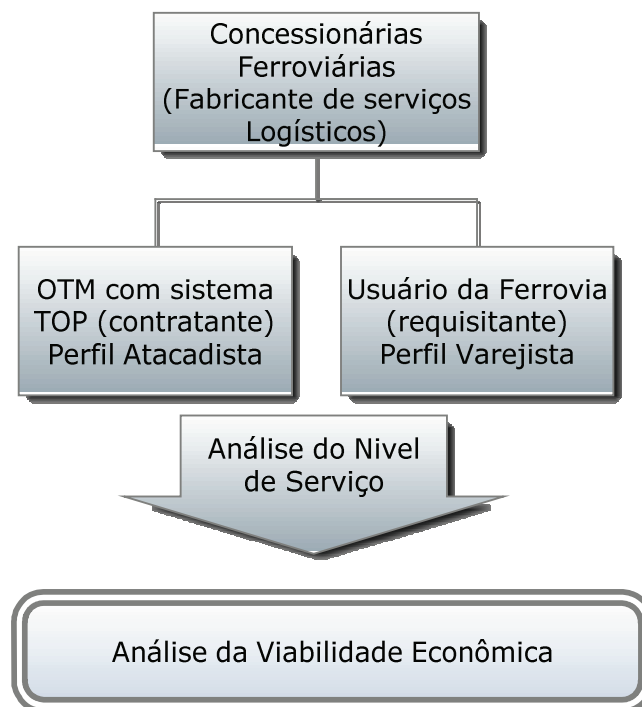 Concessionárias
Ferroviárias
(Fabricante de serviços
Logísticos)
OTM com sistema
TOP (contratante)
Perfil Atacadista
Usuário da Ferrovia
(requisitante)
Perfil Varejista
Análise do Nivel
de Serviço
Análise da Viabilidade Econômica